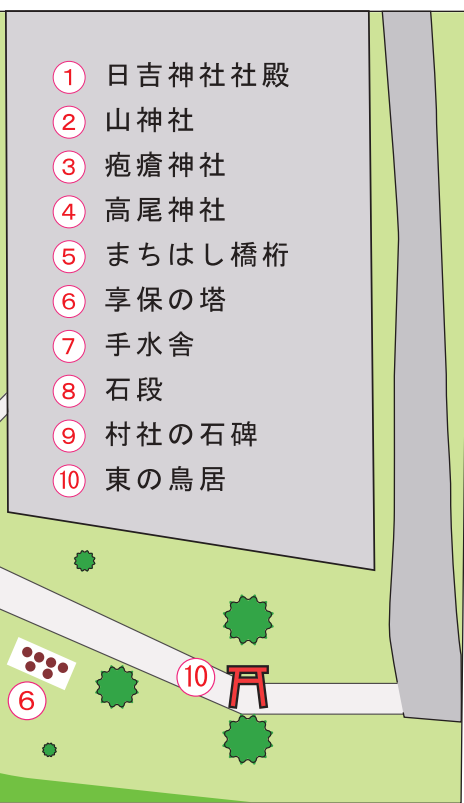 ① 日吉神社社殿
② 山神社
③ 疱瘡神社
④ 高尾神社
⑤ まちはし橋桁
⑥ 享保の塔
⑦ 手水舎
⑧ 石段
⑨ 村社の石碑
⑩ 東の鳥居
⑩
⑥